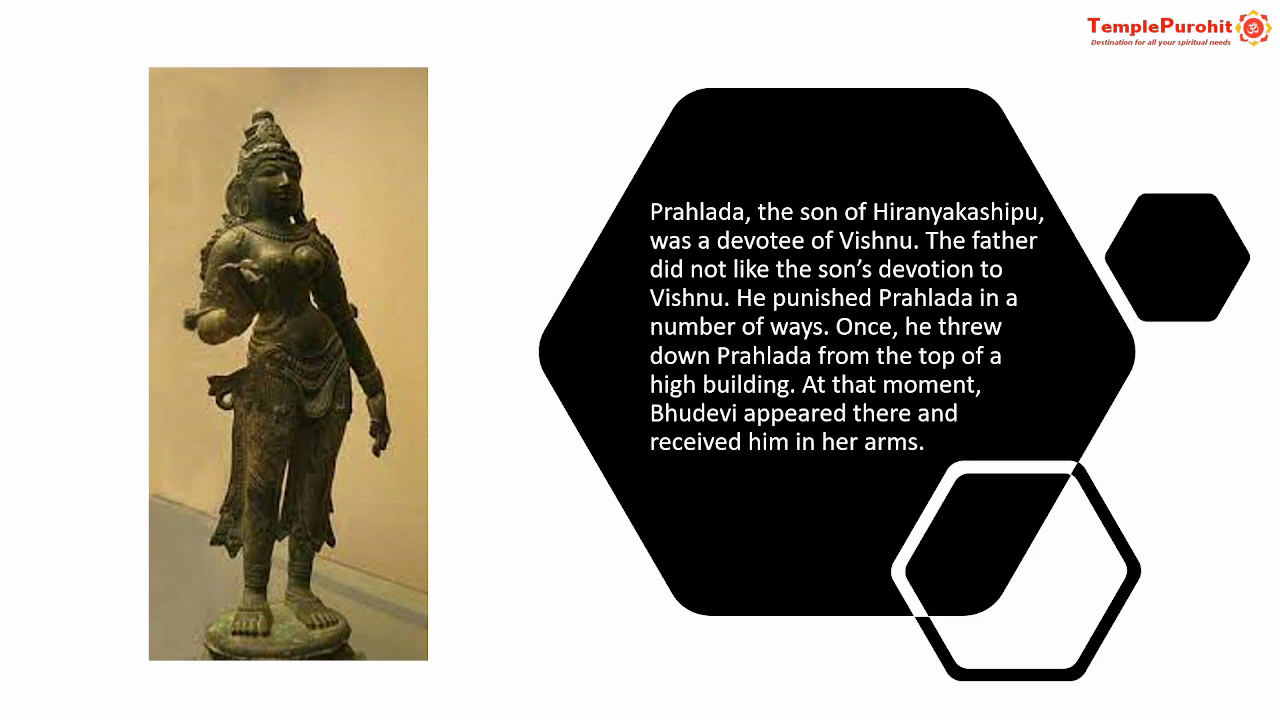 TemplePurohit
Destination for all your spiritual needs
Prahlada, the son of Hiranyakashipu,
was a devotee of Vishnu. The father
did not like the son’s devotion to
Vishnu. He punished Prahlada in a
number of ways. Once, he threw
down Prahlada from the top of a
high building. At that moment,
Bhudevi appeared there and
received him in her arms.